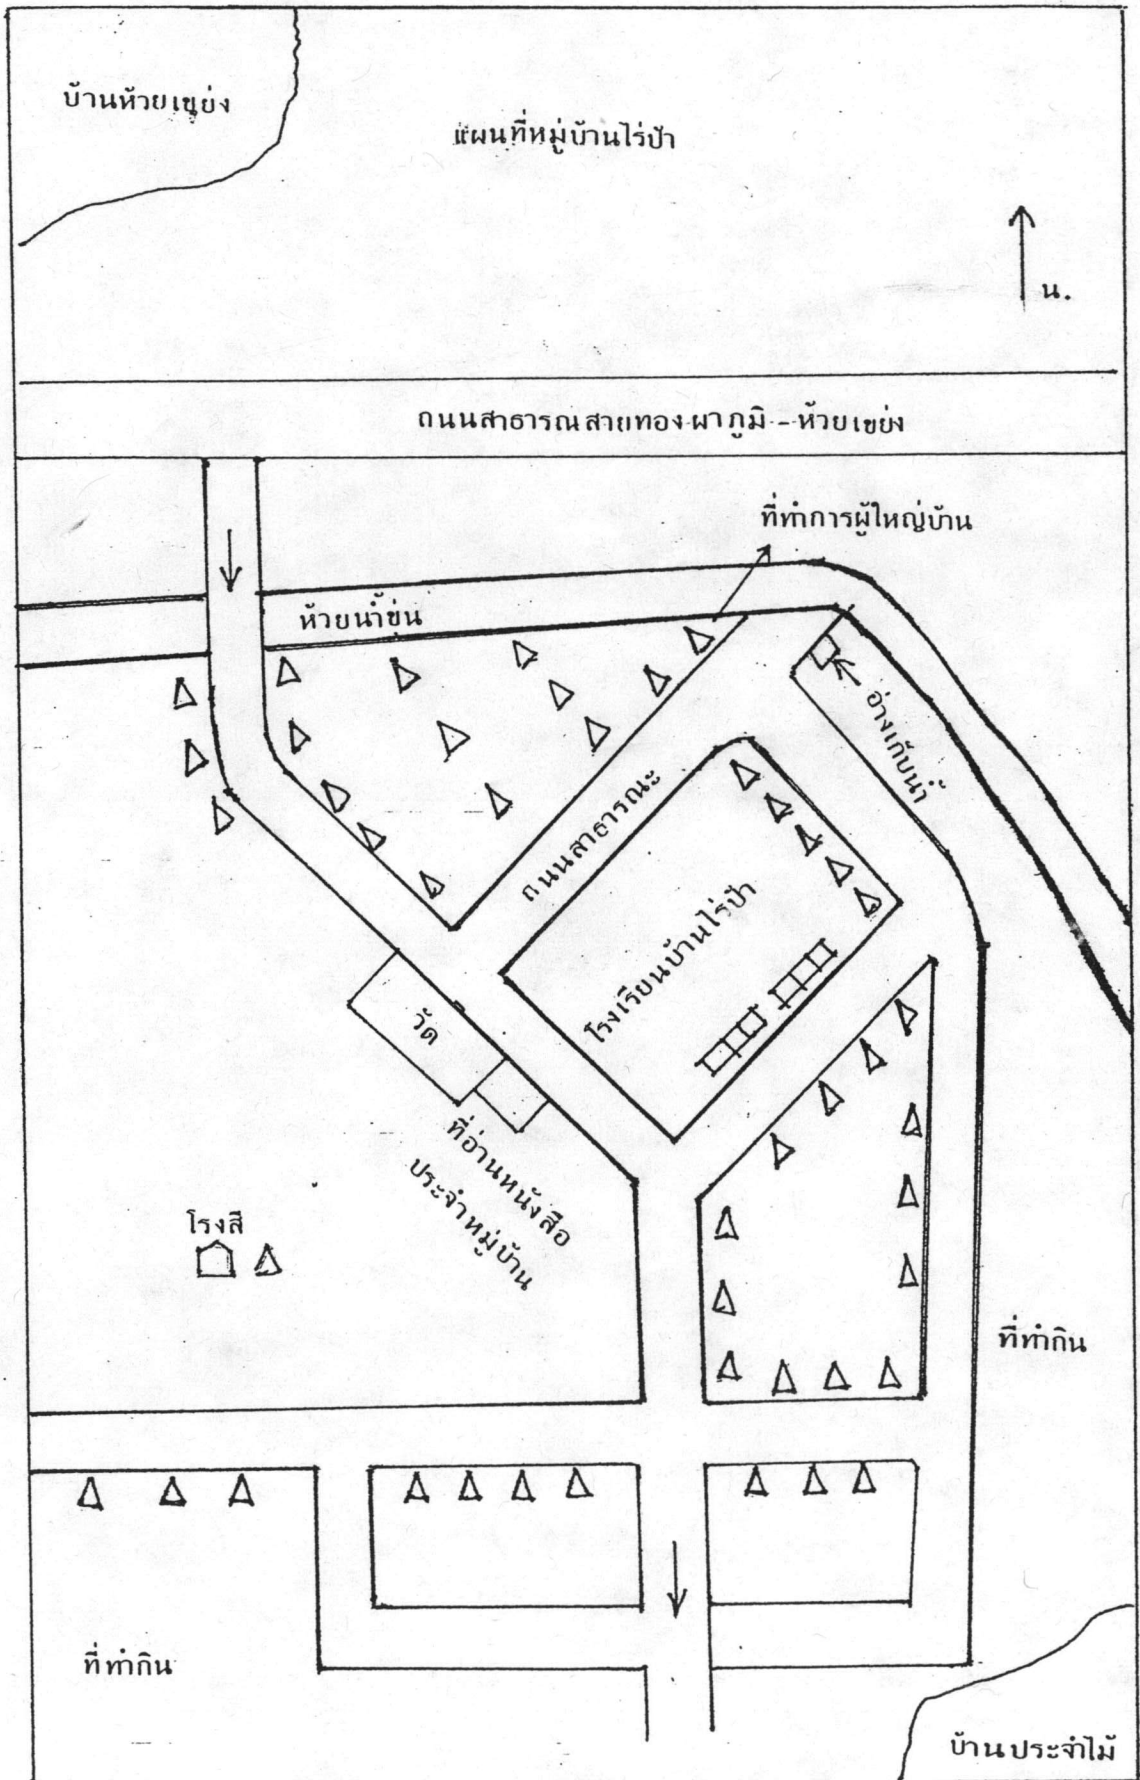 บ้านห้วยเขย่ง
แผนที่หมู่บ้านไร่ป้า
น.
ถนนสาธารณสายทองผาภูมิ - ห้วยเขย่ง
ที่ทำการผู้ใหญ่บ้าน
ห้วยน้ำขุ่น
อ่างเก็บน้ำ
ถนนสาธารณะ
โรงเรียนบ้านไร่ป้า
วัด
ที่อ่านหนังสือ
ประจำหมู่บ้าน
โรงสี
ที่ทำกิน
ที่ทำกิน
บ้านประจำไม้